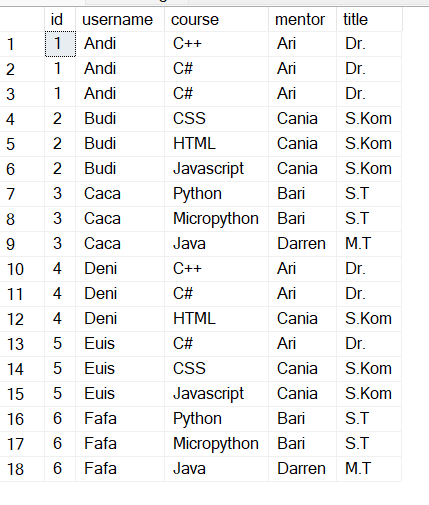 id username course mentor title
1 1 Andi C++ Ari Dr.
2 1 Andi C# Ari Dr.
3 1 Andi C# Ari Dr.
4 2 Budi CSS Cania S.Kom
5 2 Budi HTML Cania S.Kom
6 2 Budi Javascript Cania S.Kom
7 3 Caca Python Bari S.T
8 3 Caca Micropython Bari S.T
9 3 Caca Java Darren M.T
10 4 Deni C++ Ari Dr.
11 4 Deni C# Ari Dr.
12 4 Deni HTML Cania S.Kom
13 5 Euis C# Ari Dr.
14 5 Euis CSS Cania S.Kom
15 5 Euis Javascript Cania S.Kom
16 6 Fafa Python Bari S.T
17 6 Fafa Micropython Bari S.T
18 6 Fafa Java Darren M.T